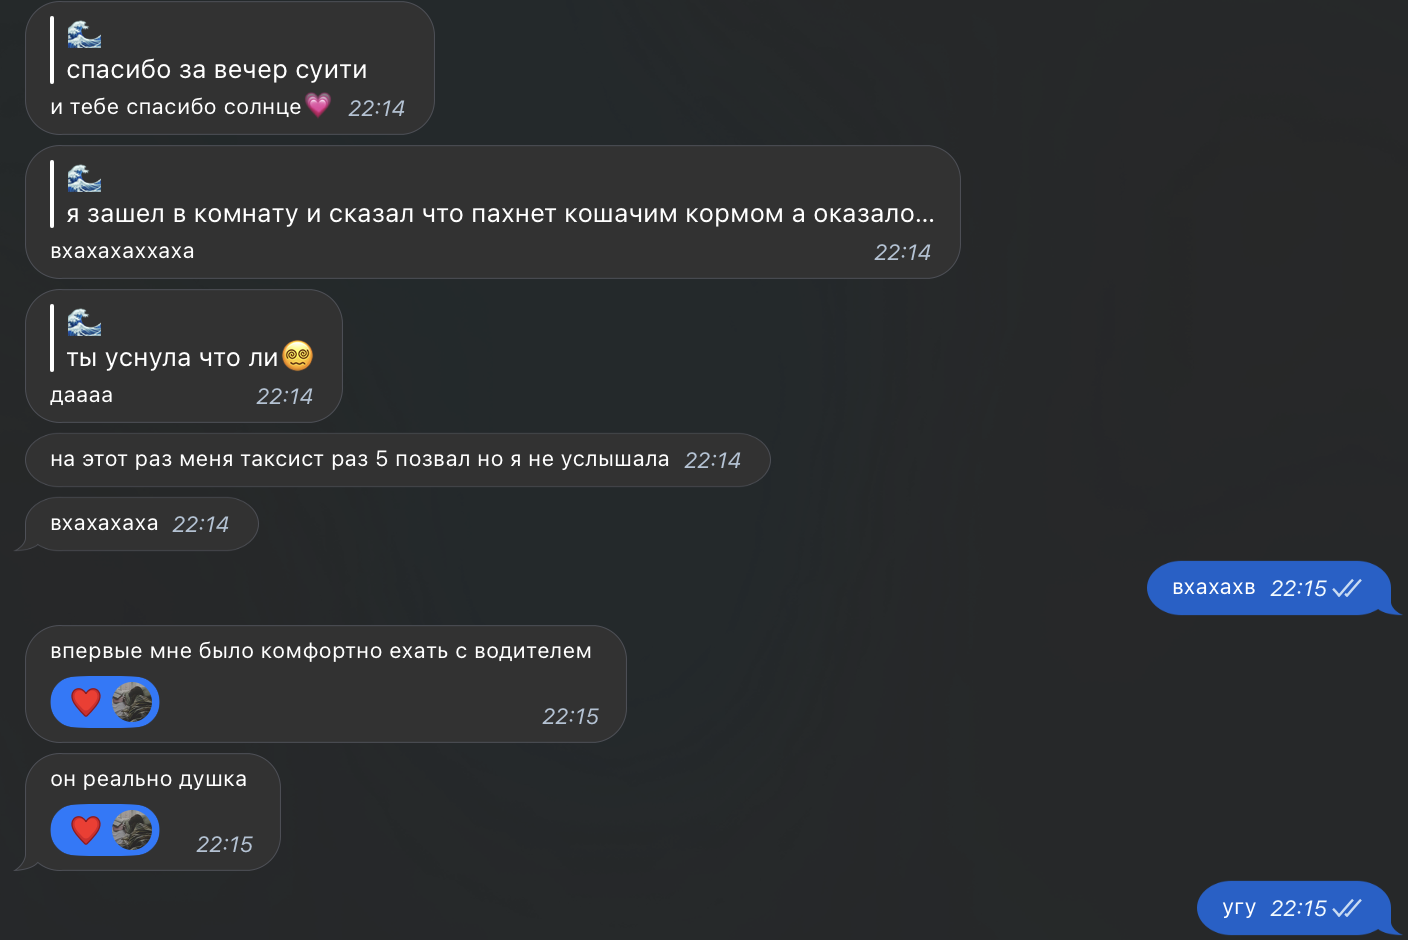 🌊
спасибо за вечер суити
и тебе спасибо солнце💗 22:14
🌊
я зашел в комнату и сказал что пахнет кошачим кормом а оказало...
вхахахаххаха 22:14
🌊
ты уснула что ли😵‍💫
даааа 22:14
на этот раз меня таксист раз 5 позвал но я не услышала 22:14
вхахахаха 22:14
вхахахв 22:15
впервые мне было комфортно ехать с водителем
❤️ 22:15
он реально душка
❤️ 22:15
угу 22:15